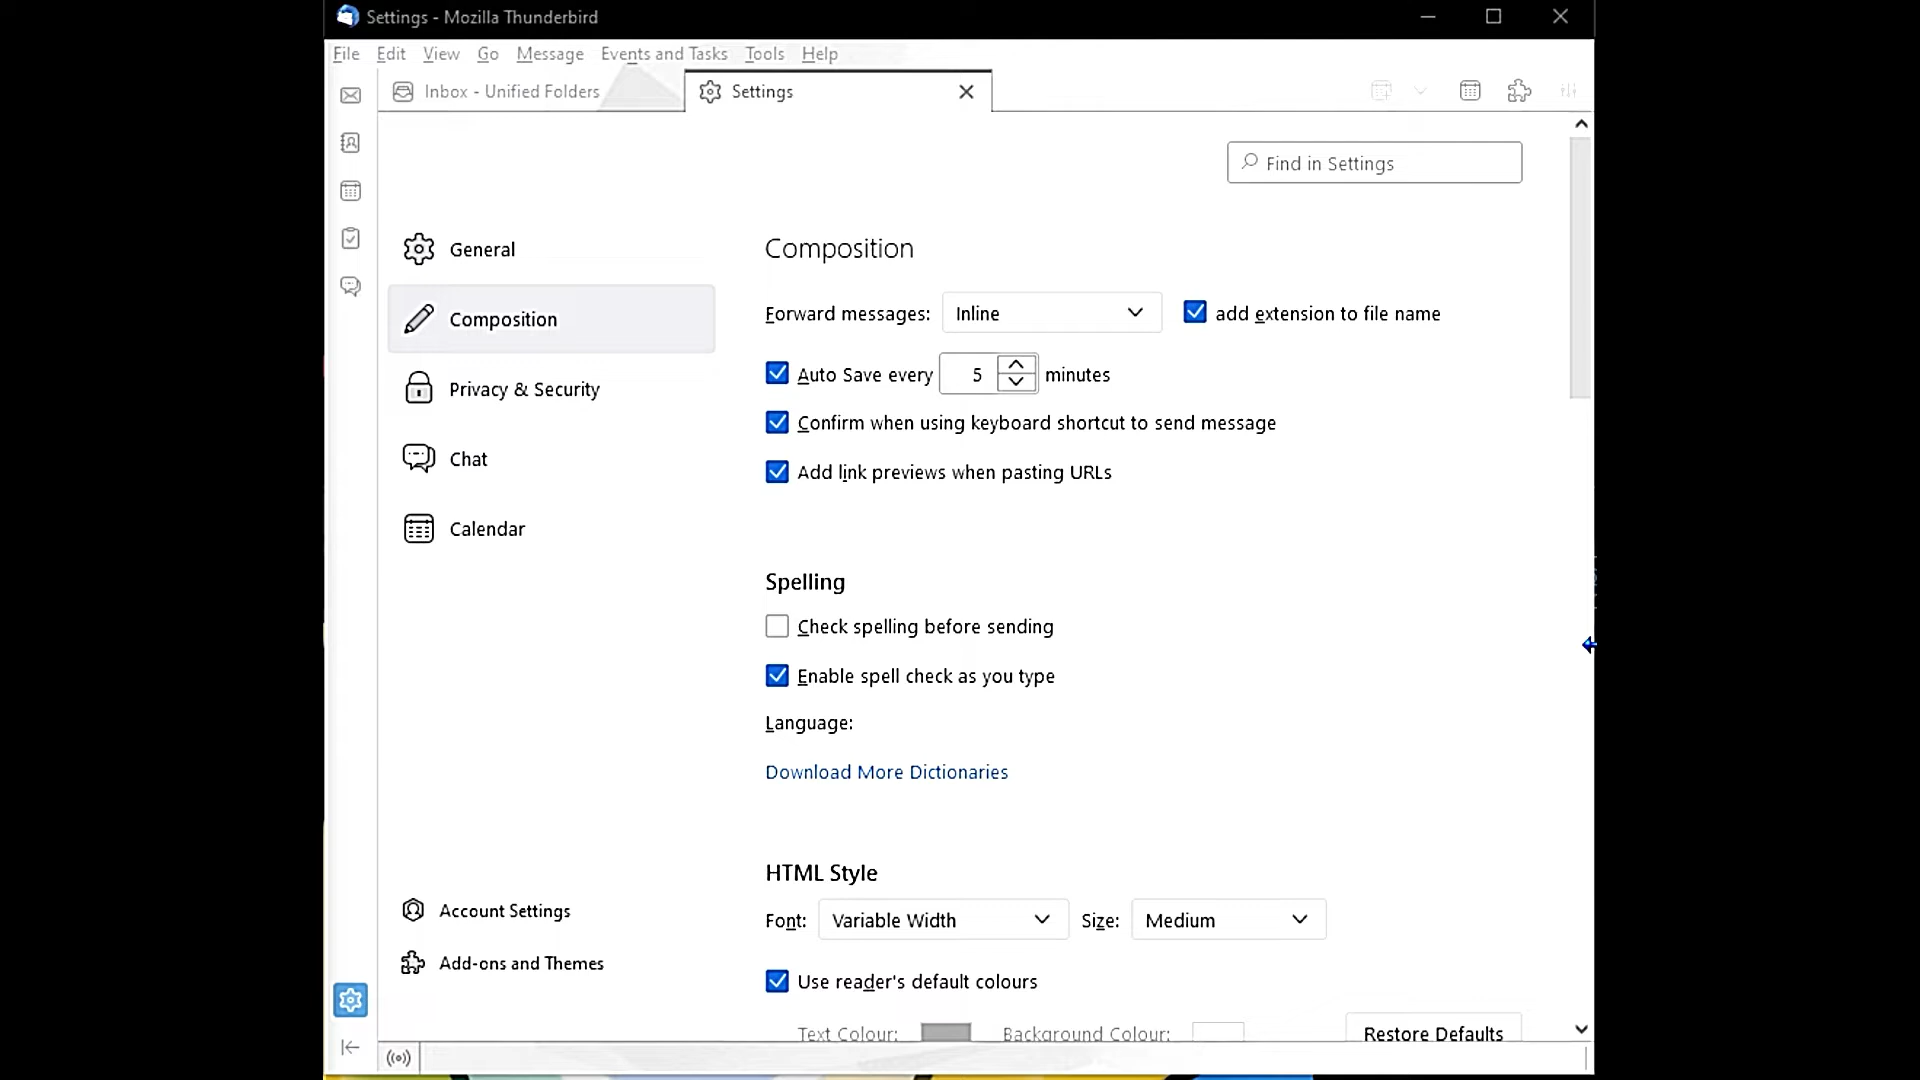 Settings - Mozilla Thunderbird
File Edit View Go Message Events and Tasks Tools Help
Inbox - Unified Folders Settings
Find in Settings
General
Composition
Privacy & Security
Chat
Calendar
Account Settings
Add-ons and Themes
Composition
Forward messages: Inline add extension to file name
Auto Save every 5 minutes
Confirm when using keyboard shortcut to send message
Add link previews when pasting URLs
Spelling
Check spelling before sending
Enable spell check as you type
Language:
Download More Dictionaries
HTML Style
Font: Variable Width Size: Medium
Use reader's default colours
Text Colour: Background Colour: Restore Defaults